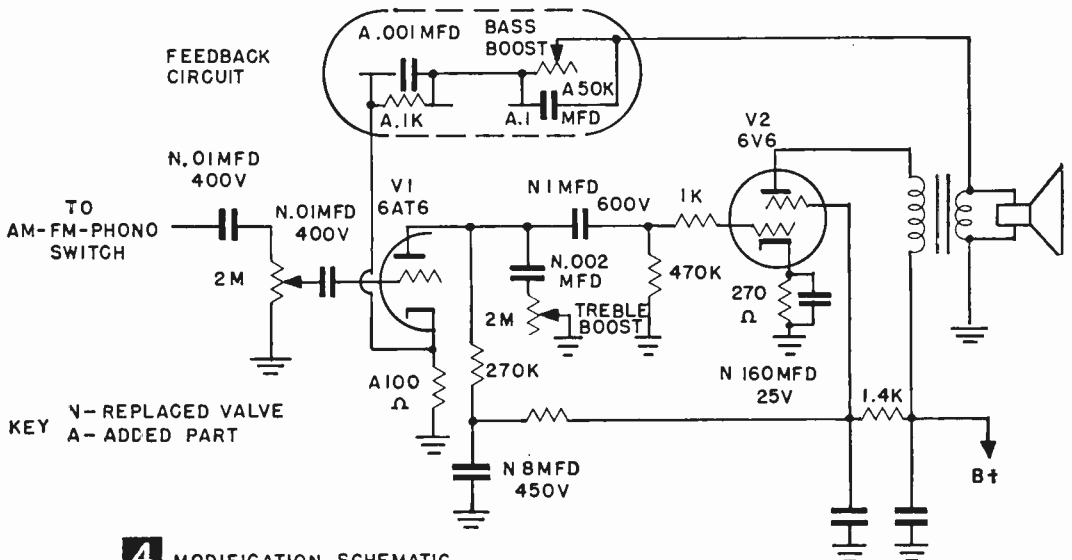 FEEDBACK
CIRCUIT
A.001MFD
BASS
BOOST
A50K
A.1K
A.1
MFD
V2
6V6
N.01MFD
400V
TO
AM-FM-PHONO
SWITCH
2M
N.01MFD
400V
V1
6AT6
N1MFD
600V
1K
N.002
MFD
2M
TREBLE
BOOST
470K
270
Ω
270K
A100
Ω
N 160MFD
25V
1.4K
KEY
N-REPLACED VALVE
A-ADDED PART
N8MFD
450V
B+
4 MODIFICATION SCHEMATIC